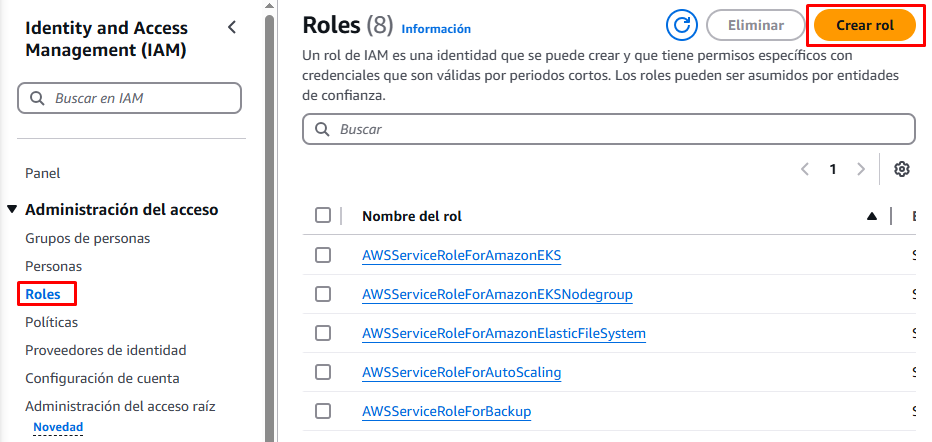 Identity and Access
Management (IAM)
Buscar en IAM
Panel
Administración del acceso
Grupos de personas
Personas
Roles
Políticas
Proveedores de identidad
Configuración de cuenta
Administración del acceso raíz
Novedad
Roles (8) Información
Eliminar
Crear rol
Un rol de IAM es una identidad que se puede crear y que tiene permisos específicos con
credenciales que son válidas por periodos cortos. Los roles pueden ser asumidos por entidades
de confianza.
Buscar
1
Nombre del rol
AWSServiceRoleForAmazonEKS
AWSServiceRoleForAmazonEKSNodegroup
AWSServiceRoleForAmazonElasticFileSystem
AWSServiceRoleForAutoScaling
AWSServiceRoleForBackup